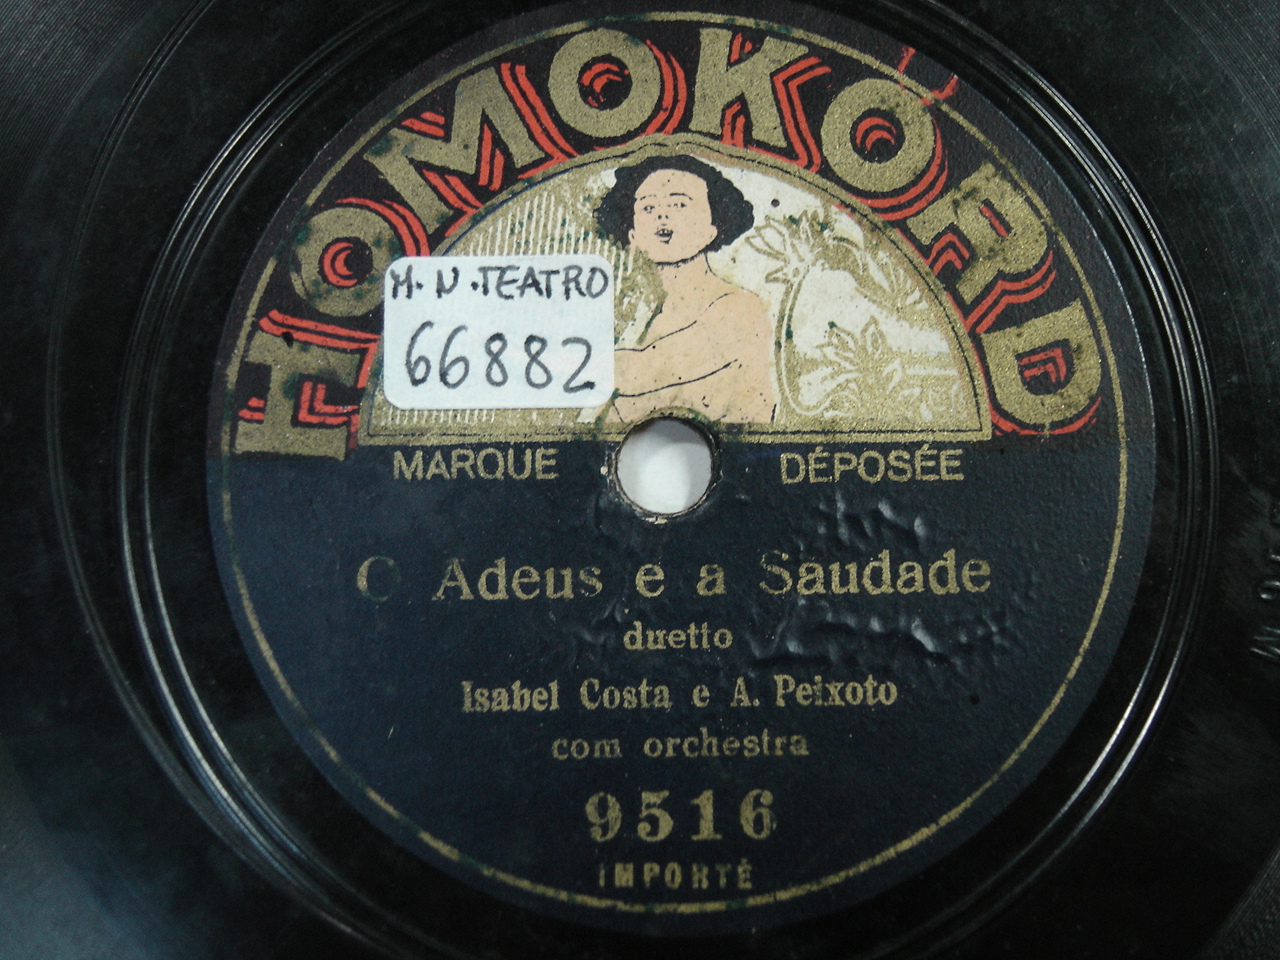 HOMOKORD
M. N. TEATRO
66882
MARQUE DÉPOSÉE
O Adeus e a Saudade
duetto
Isabel Costa e A. Peixoto
com orchestra
9516
IMPORTÉ